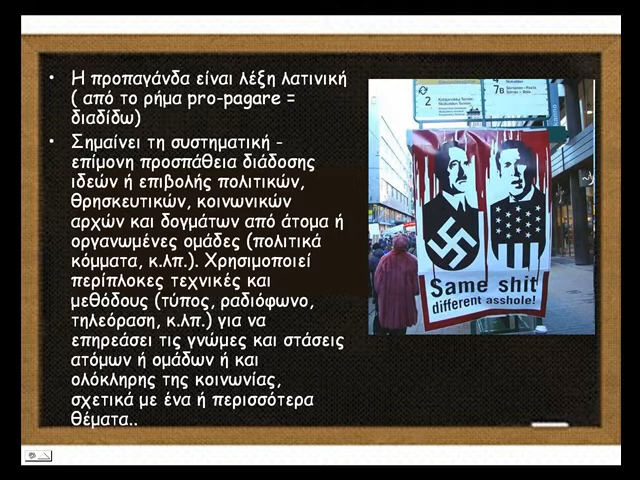 • Η προπαγάνδα είναι λέξη λατινική
( από το ρήμα pro-pagare =
διαδίδω)
• Σημαίνει τη συστηματική -
επίμονη προσπάθεια διάδοσης
ιδεών ή επιβολής πολιτικών,
θρησκευτικών, κοινωνικών
αρχών και δογμάτων από άτομα ή
οργανωμένες ομάδες (πολιτικά
κόμματα, κ.λπ.). Χρησιμοποιεί
περίπλοκες τεχνικές και
μεθόδους (τύπος, ραδιόφωνο,
τηλεόραση, κ.λπ.) για να
επηρεάσει τις γνώμες και στάσεις
ατόμων ή ομάδων ή και
ολόκληρης της κοινωνίας,
σχετικά με ένα ή περισσότερα
θέματα..
2
7B
Same shit
different asshole!